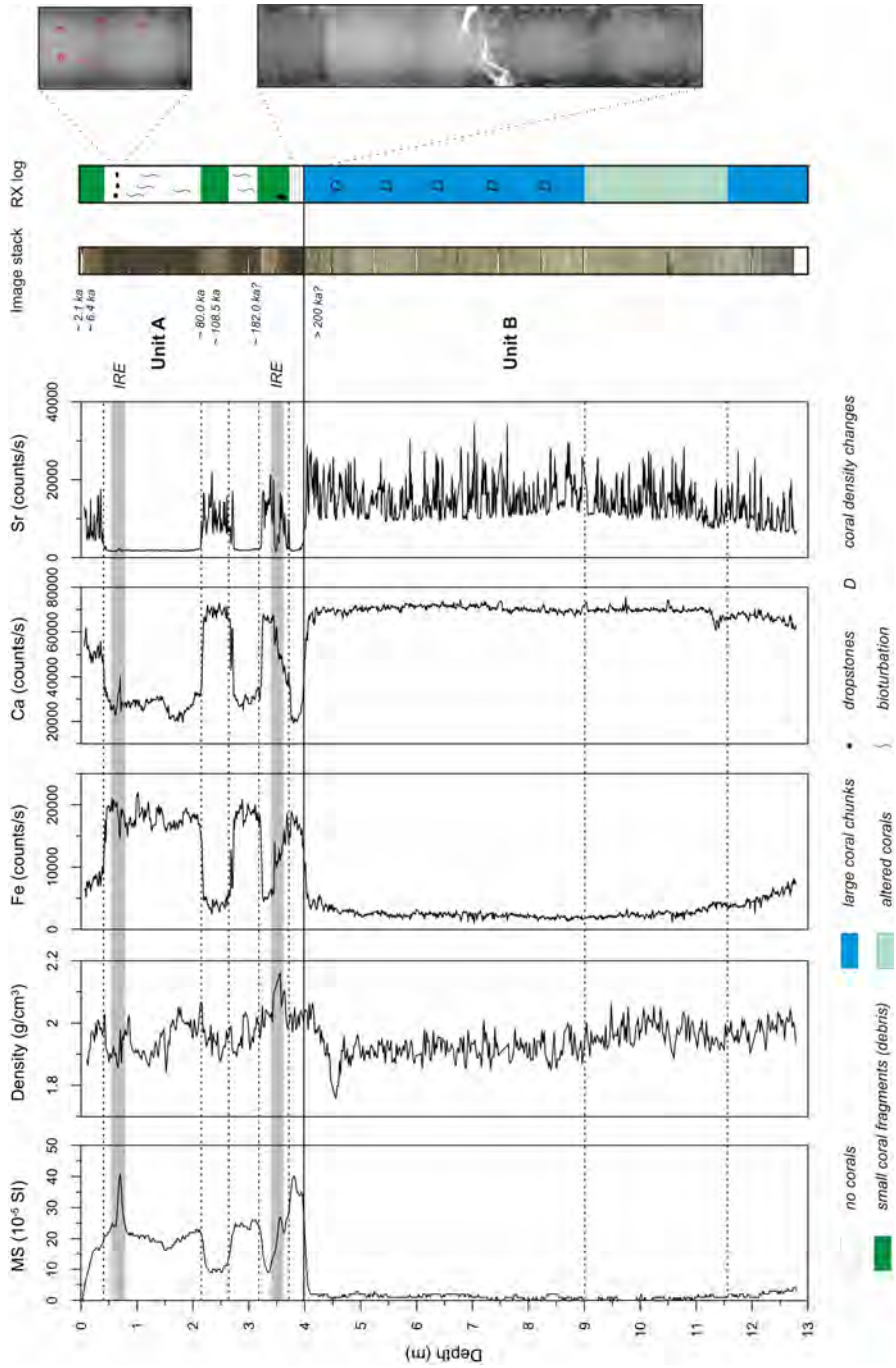 MS (10⁻⁵ SI)
0
10
20
30
40
50
Density (g/cm³)
1.8
2
2.2
Fe (counts/s)
0
10000
20000
Ca (counts/s)
20000
40000
60000
80000
Sr (counts/s)
0
20000
40000
Image stack
RX log
Depth (m)
0
1
2
3
4
5
6
7
8
9
10
11
12
13
IRE
IRE
Unit A
Unit B
~ 2.1 ka
~ 6.4 ka
~ 80.0 ka
~ 108.5 ka
~ 182.0 ka?
> 200 ka?
D
D
D
D
D
no corals
large coral chunks
dropstones
D coral density changes
small coral fragments (debris)
altered corals
bioturbation